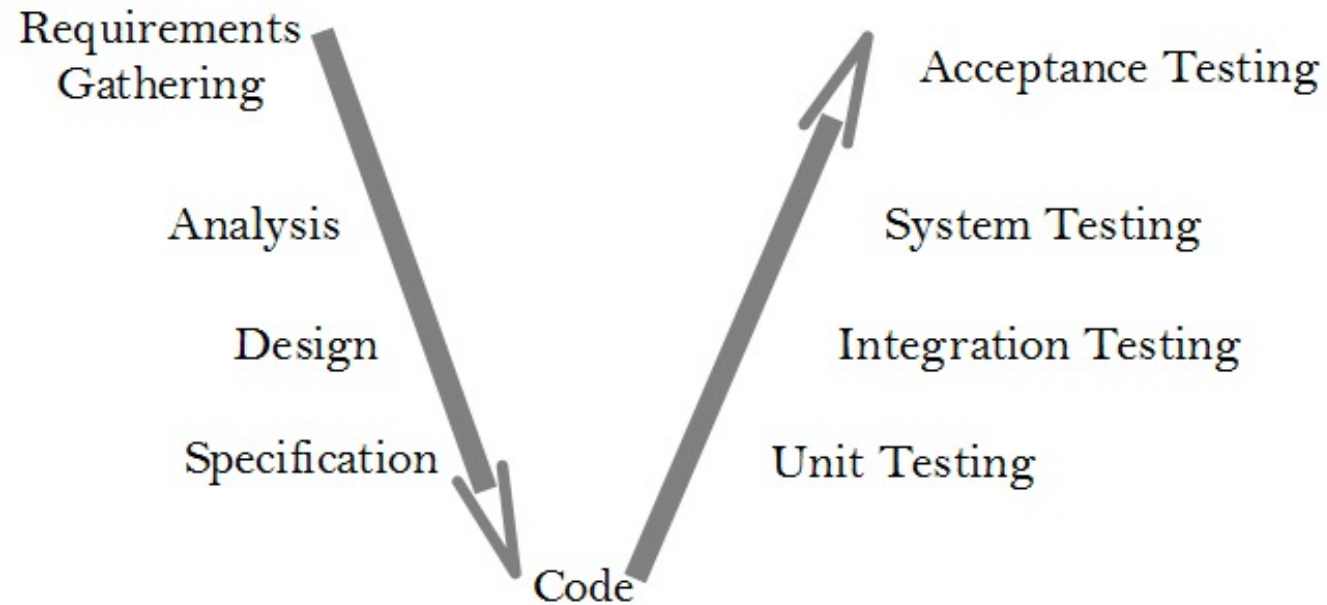 Requirements
Gathering
Analysis
Design
Specification
Code
Unit Testing
Integration Testing
System Testing
Acceptance Testing